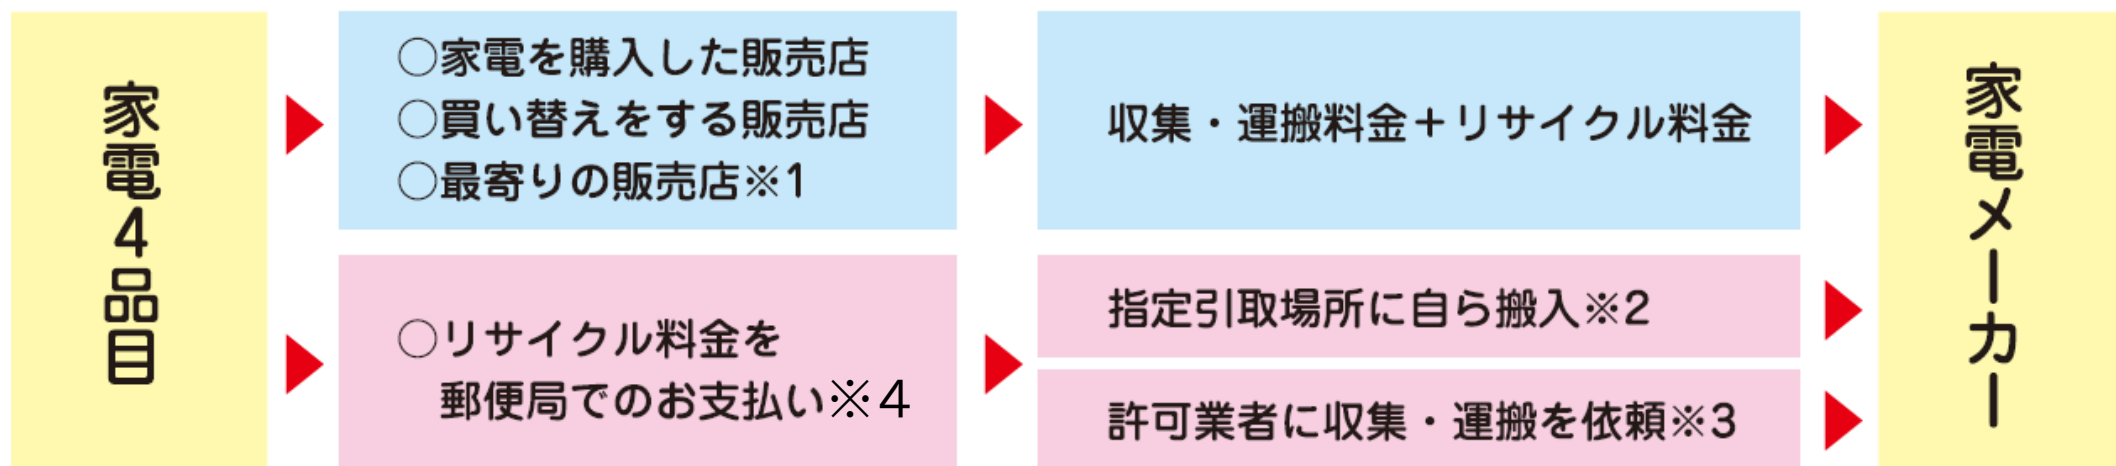 家電4品目
○家電を購入した販売店
○買い替えをする販売店
○最寄りの販売店※1
収集・運搬料金＋リサイクル料金
○リサイクル料金を
郵便局でのお支払い※4
指定引取場所に自ら搬入※2
許可業者に収集・運搬を依頼※3
家電メーカー